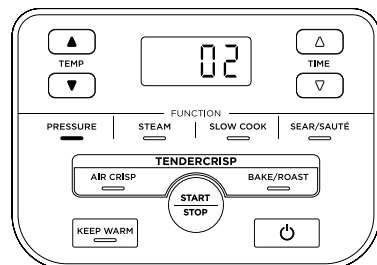 02
TEMP
TIME
FUNCTION
PRESSURE STEAM SLOW COOK SEAR/SAUTÉ
TENDERCRISP
AIR CRISP BAKE/ROAST
START
STOP
KEEP WARM